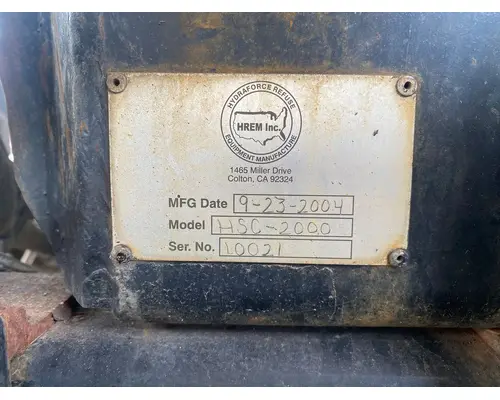 HYDRAFORCE REFUSE
HREM Inc.
EQUIPMENT MANUFACTURE
1465 Miller Drive
Colton, CA 92324
MFG Date 9-23-2004
Model HSC-2000
Ser. No. 10021